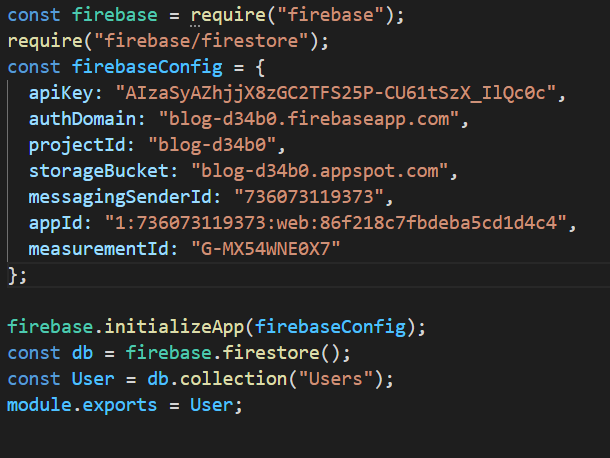 const firebase = require("firebase");
require("firebase/firestore");
const firebaseConfig = {
  apiKey: "AIzaSyAZhjjX8zGC2TFS25P-CU61tSzX_IlQc0c",
  authDomain: "blog-d34b0.firebaseapp.com",
  projectId: "blog-d34b0",
  storageBucket: "blog-d34b0.appspot.com",
  messagingSenderId: "736073119373",
  appId: "1:736073119373:web:86f218c7fbdeba5cd1d4c4",
  measurementId: "G-MX54WNE0X7"
};
firebase.initializeApp(firebaseConfig);
const db = firebase.firestore();
const User = db.collection("Users");
module.exports = User;